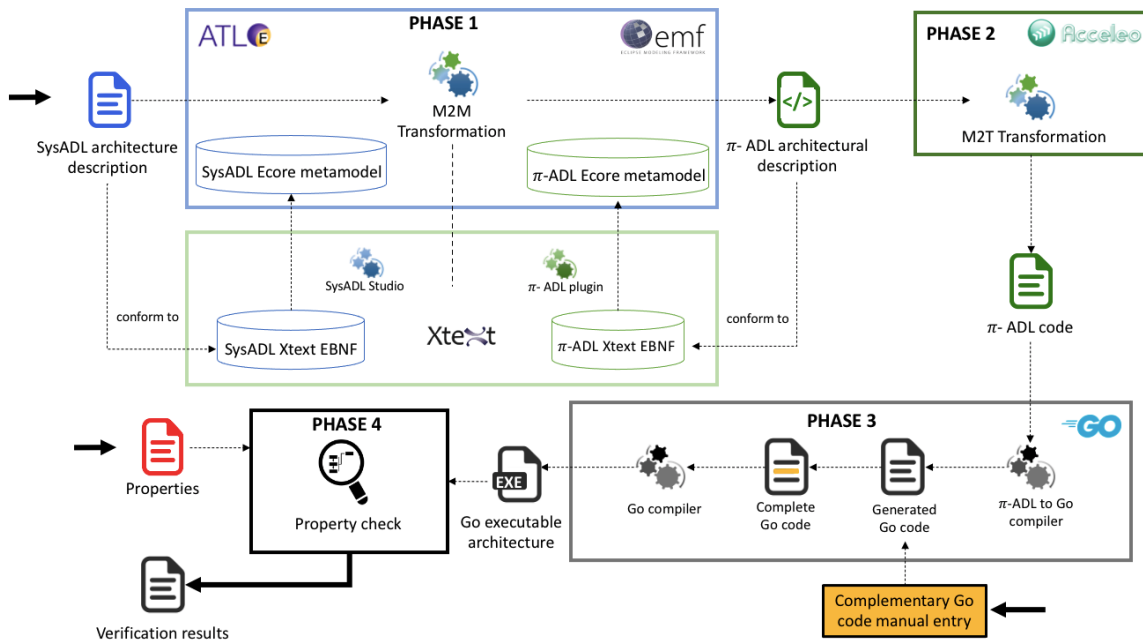 ATL E
PHASE 1
emf
ECLIPSE MODELING FRAMEWORK
PHASE 2
Acceleo
M2M
Transformation
</>
M2T Transformation
SysADL architecture
description
SysADL Ecore metamodel
π-ADL Ecore metamodel
π- ADL architectural
description
SysADL Studio
π- ADL plugin
conform to
SysADL Xtext EBNF
Xtext
π-ADL Xtext EBNF
conform to
π- ADL code
PHASE 4
PHASE 3
GO
Properties
Property check
EXE
Go executable
architecture
Go compiler
Complete
Go code
Generated
Go code
π-ADL to Go
compiler
Verification results
Complementary Go
code manual entry